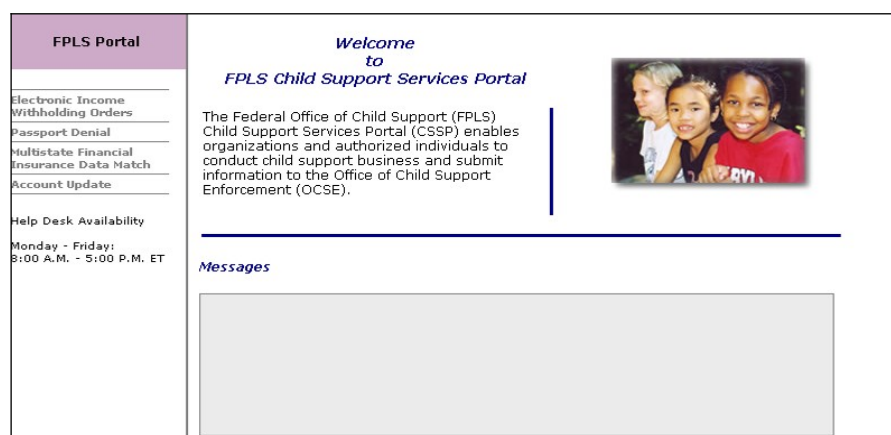 FPLS Portal
Electronic Income
Withholding Orders
Passport Denial
Multistate Financial
Insurance Data Match
Account Update
Help Desk Availability
Monday - Friday:
8:00 A.M. - 5:00 P.M. ET
Welcome
to
FPLS Child Support Services Portal
The Federal Office of Child Support (FPLS)
Child Support Services Portal (CSSP) enables
organizations and authorized individuals to
conduct child support business and submit
information to the Office of Child Support
Enforcement (OCSE).
Messages